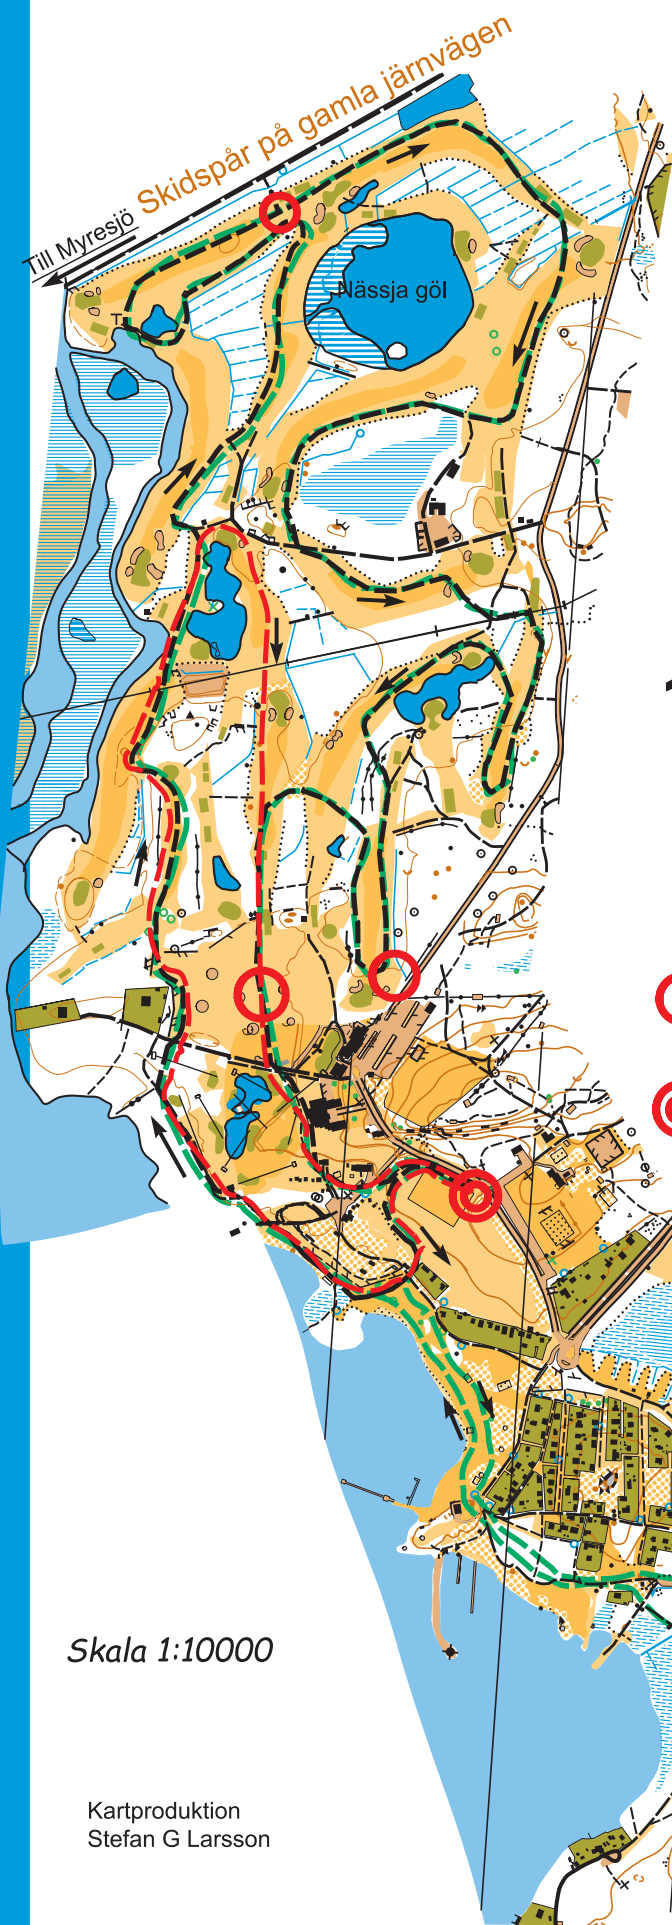 Skidspår på gamla järnvägen
Till Myresjö
Nässja göl
T
Skala 1:10000
Kartproduktion
Stefan G Larsson